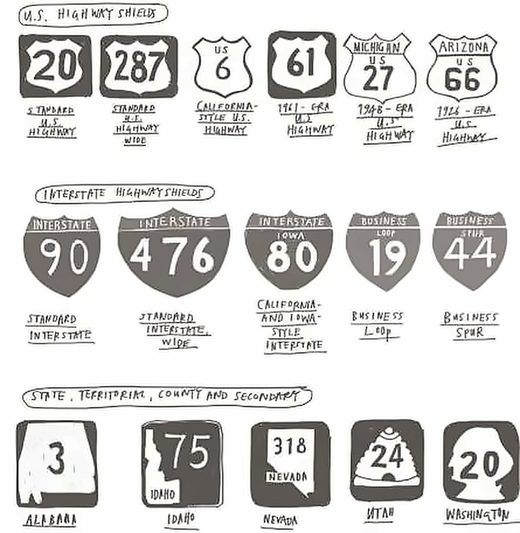 U.S. HIGHWAY SHIELDS
20
287
US
6
61
MICHIGAN
US
27
ARIZONA
US
66
STANDARD
U.S.
HIGHWAY
STANDARD
U.S.
HIGHWAY
WIDE
CALIFORNIA-
STYLE U.S.
HIGHWAY
1961-ERA
U.S
HIGHWAY
1948-ERA
U.S
HIGHWAY
1926-ERA
U.S.
HIGHWAY
INTERSTATE HIGHWAY SHIELDS
INTERSTATE
90
INTERSTATE
476
INTERSTATE
IOWA
80
BUSINESS
LOOP
19
BUSINESS
SPUR
44
STANDARD
INTERSTATE
STANDARD
INTERSTATE,
WIDE
CALIFORNIA-
AND IOWA-
STYLE
INTERSTATE
BUSINESS
LOOP
BUSINESS
SPUR
STATE, TERRITORIAL, COUNTY AND SECONDARY
3
75
IDAHO
318
NEVADA
24
20
ALABAMA
IDAHO
NEVADA
UTAH
WASHINGTON